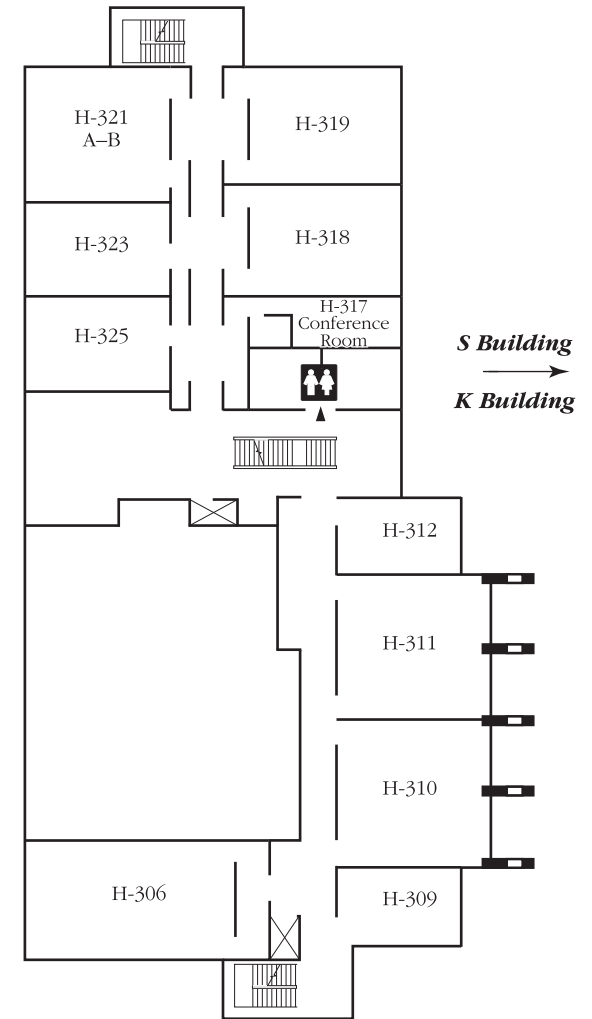 H-321
A–B
H-319
H-323
H-318
H-317
Conference
Room
H-325
S Building
K Building
H-312
H-311
H-310
H-306
H-309